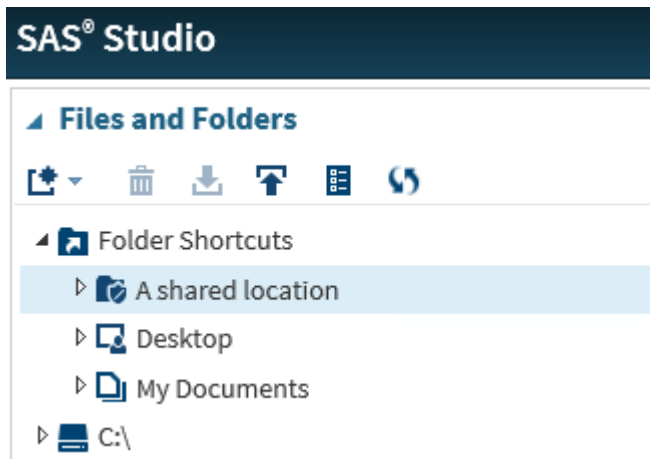 SAS® Studio
Files and Folders
Folder Shortcuts
A shared location
Desktop
My Documents
C:\